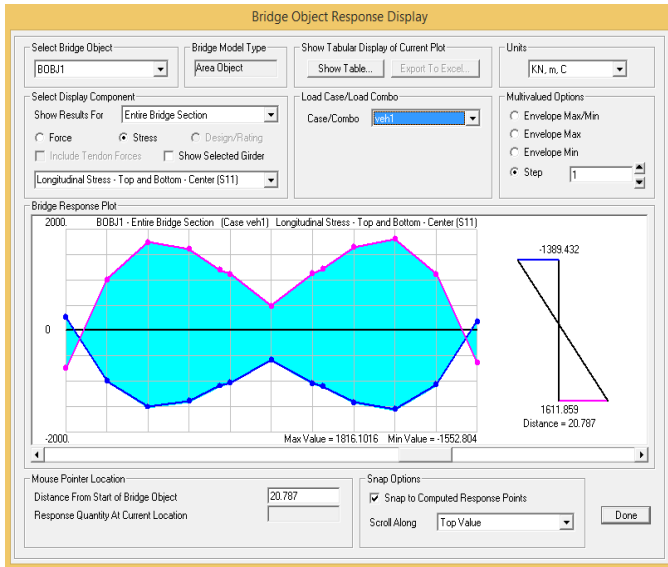 Bridge Object Response Display
Select Bridge Object
BOBJ1
Bridge Model Type
Area Object
Show Tabular Display of Current Plot
Show Table...
Export To Excel...
Units
KN, m, C
Select Display Component
Show Results For
Entire Bridge Section
Force
Stress
Design/Rating
Include Tendon Forces
Show Selected Girder
Longitudinal Stress - Top and Bottom - Center (S11)
Load Case/Load Combo
Case/Combo
veh1
Multivalued Options
Envelope Max/Min
Envelope Max
Envelope Min
Step
1
Bridge Response Plot
2000.
BOBJ1 - Entire Bridge Section (Case veh1) Longitudinal Stress - Top and Bottom - Center (S11)
0
-2000.
Max Value = 1816.1016 Min Value = -1552.804
-1389.432
1611.859
Distance = 20.787
Mouse Pointer Location
Distance From Start of Bridge Object
20.787
Response Quantity At Current Location
Snap Options
Snap to Computed Response Points
Scroll Along
Top Value
Done